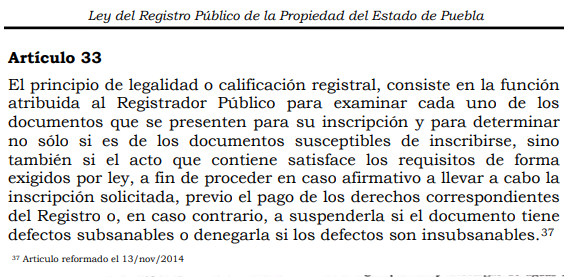 Ley del Registro Público de la Propiedad del Estado de Puebla
Artículo 33
El principio de legalidad o calificación registral, consiste en la función
atribuida al Registrador Público para examinar cada uno de los
documentos que se presenten para su inscripción y para determinar
no sólo si es de los documentos susceptibles de inscribirse, sino
también si el acto que contiene satisface los requisitos de forma
exigidos por ley, a fin de proceder en caso afirmativo a llevar a cabo la
inscripción solicitada, previo el pago de los derechos correspondientes
del Registro o, en caso contrario, a suspenderla si el documento tiene
defectos subsanables o denegarla si los defectos son insubsanables.37
37 Artículo reformado el 13/nov/2014